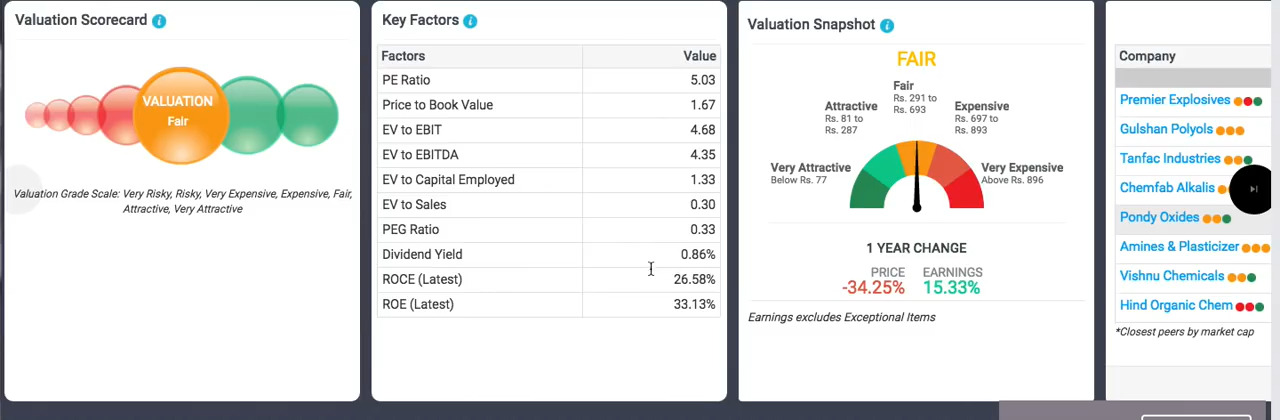 Valuation Scorecard
VALUATION
Fair
Valuation Grade Scale: Very Risky, Risky, Very Expensive, Expensive, Fair,
Attractive, Very Attractive
Key Factors
Factors Value
PE Ratio 5.03
Price to Book Value 1.67
EV to EBIT 4.68
EV to EBITDA 4.35
EV to Capital Employed 1.33
EV to Sales 0.30
PEG Ratio 0.33
Dividend Yield 0.86%
ROCE (Latest) 26.58%
ROE (Latest) 33.13%
Valuation Snapshot
FAIR
Fair
Rs. 291 to
693
Attractive
Rs. 81 to
287
Expensive
Rs. 697 to
893
Very Attractive
Below Rs. 77
Very Expensive
Above Rs. 896
1 YEAR CHANGE
PRICE EARNINGS
-34.25% 15.33%
Earnings excludes Exceptional Items
Company
Premier Explosives
Gulshan Polyols
Tanfac Industries
Chemfab Alkalis
Pondy Oxides
Amines & Plasticizer
Vishnu Chemicals
Hind Organic Chem
*Closest peers by market cap